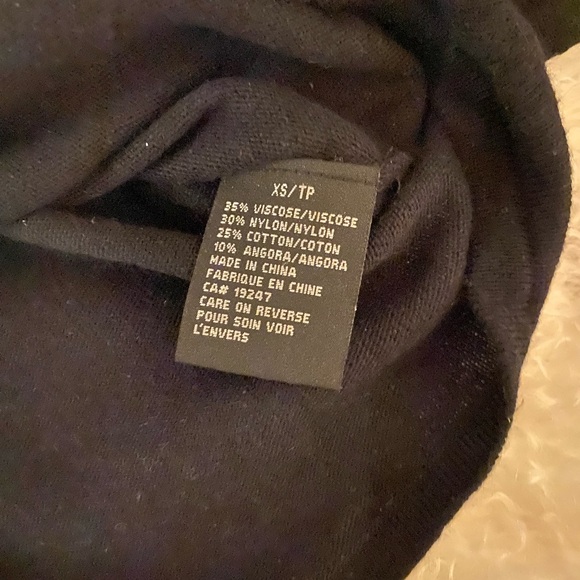 XS/TP
35% VISCOSE/VISCOSE
30% NYLON/NYLON
25% COTTON/COTON
10% ANGORA/ANGORA
MADE IN CHINA
FABRIQUE EN CHINE
CA# 19247
CARE ON REVERSE
POUR SOIN VOIR
L'ENVERS